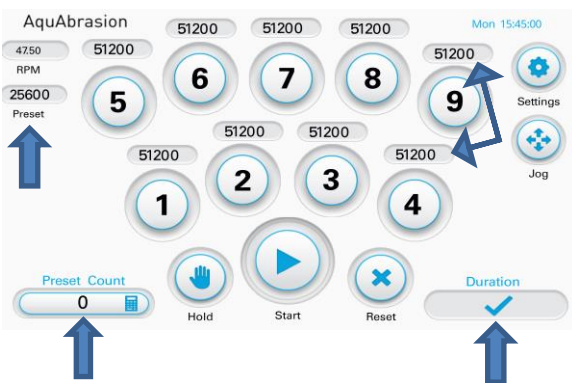 AquAbrasion
Mon 15:45:00
47.50
RPM
25600
Preset
51200
51200
51200
51200
51200
5
6
7
8
9
Settings
Jog
51200
51200
51200
51200
1
2
3
4
Preset Count
0
Hold
Start
Reset
Duration